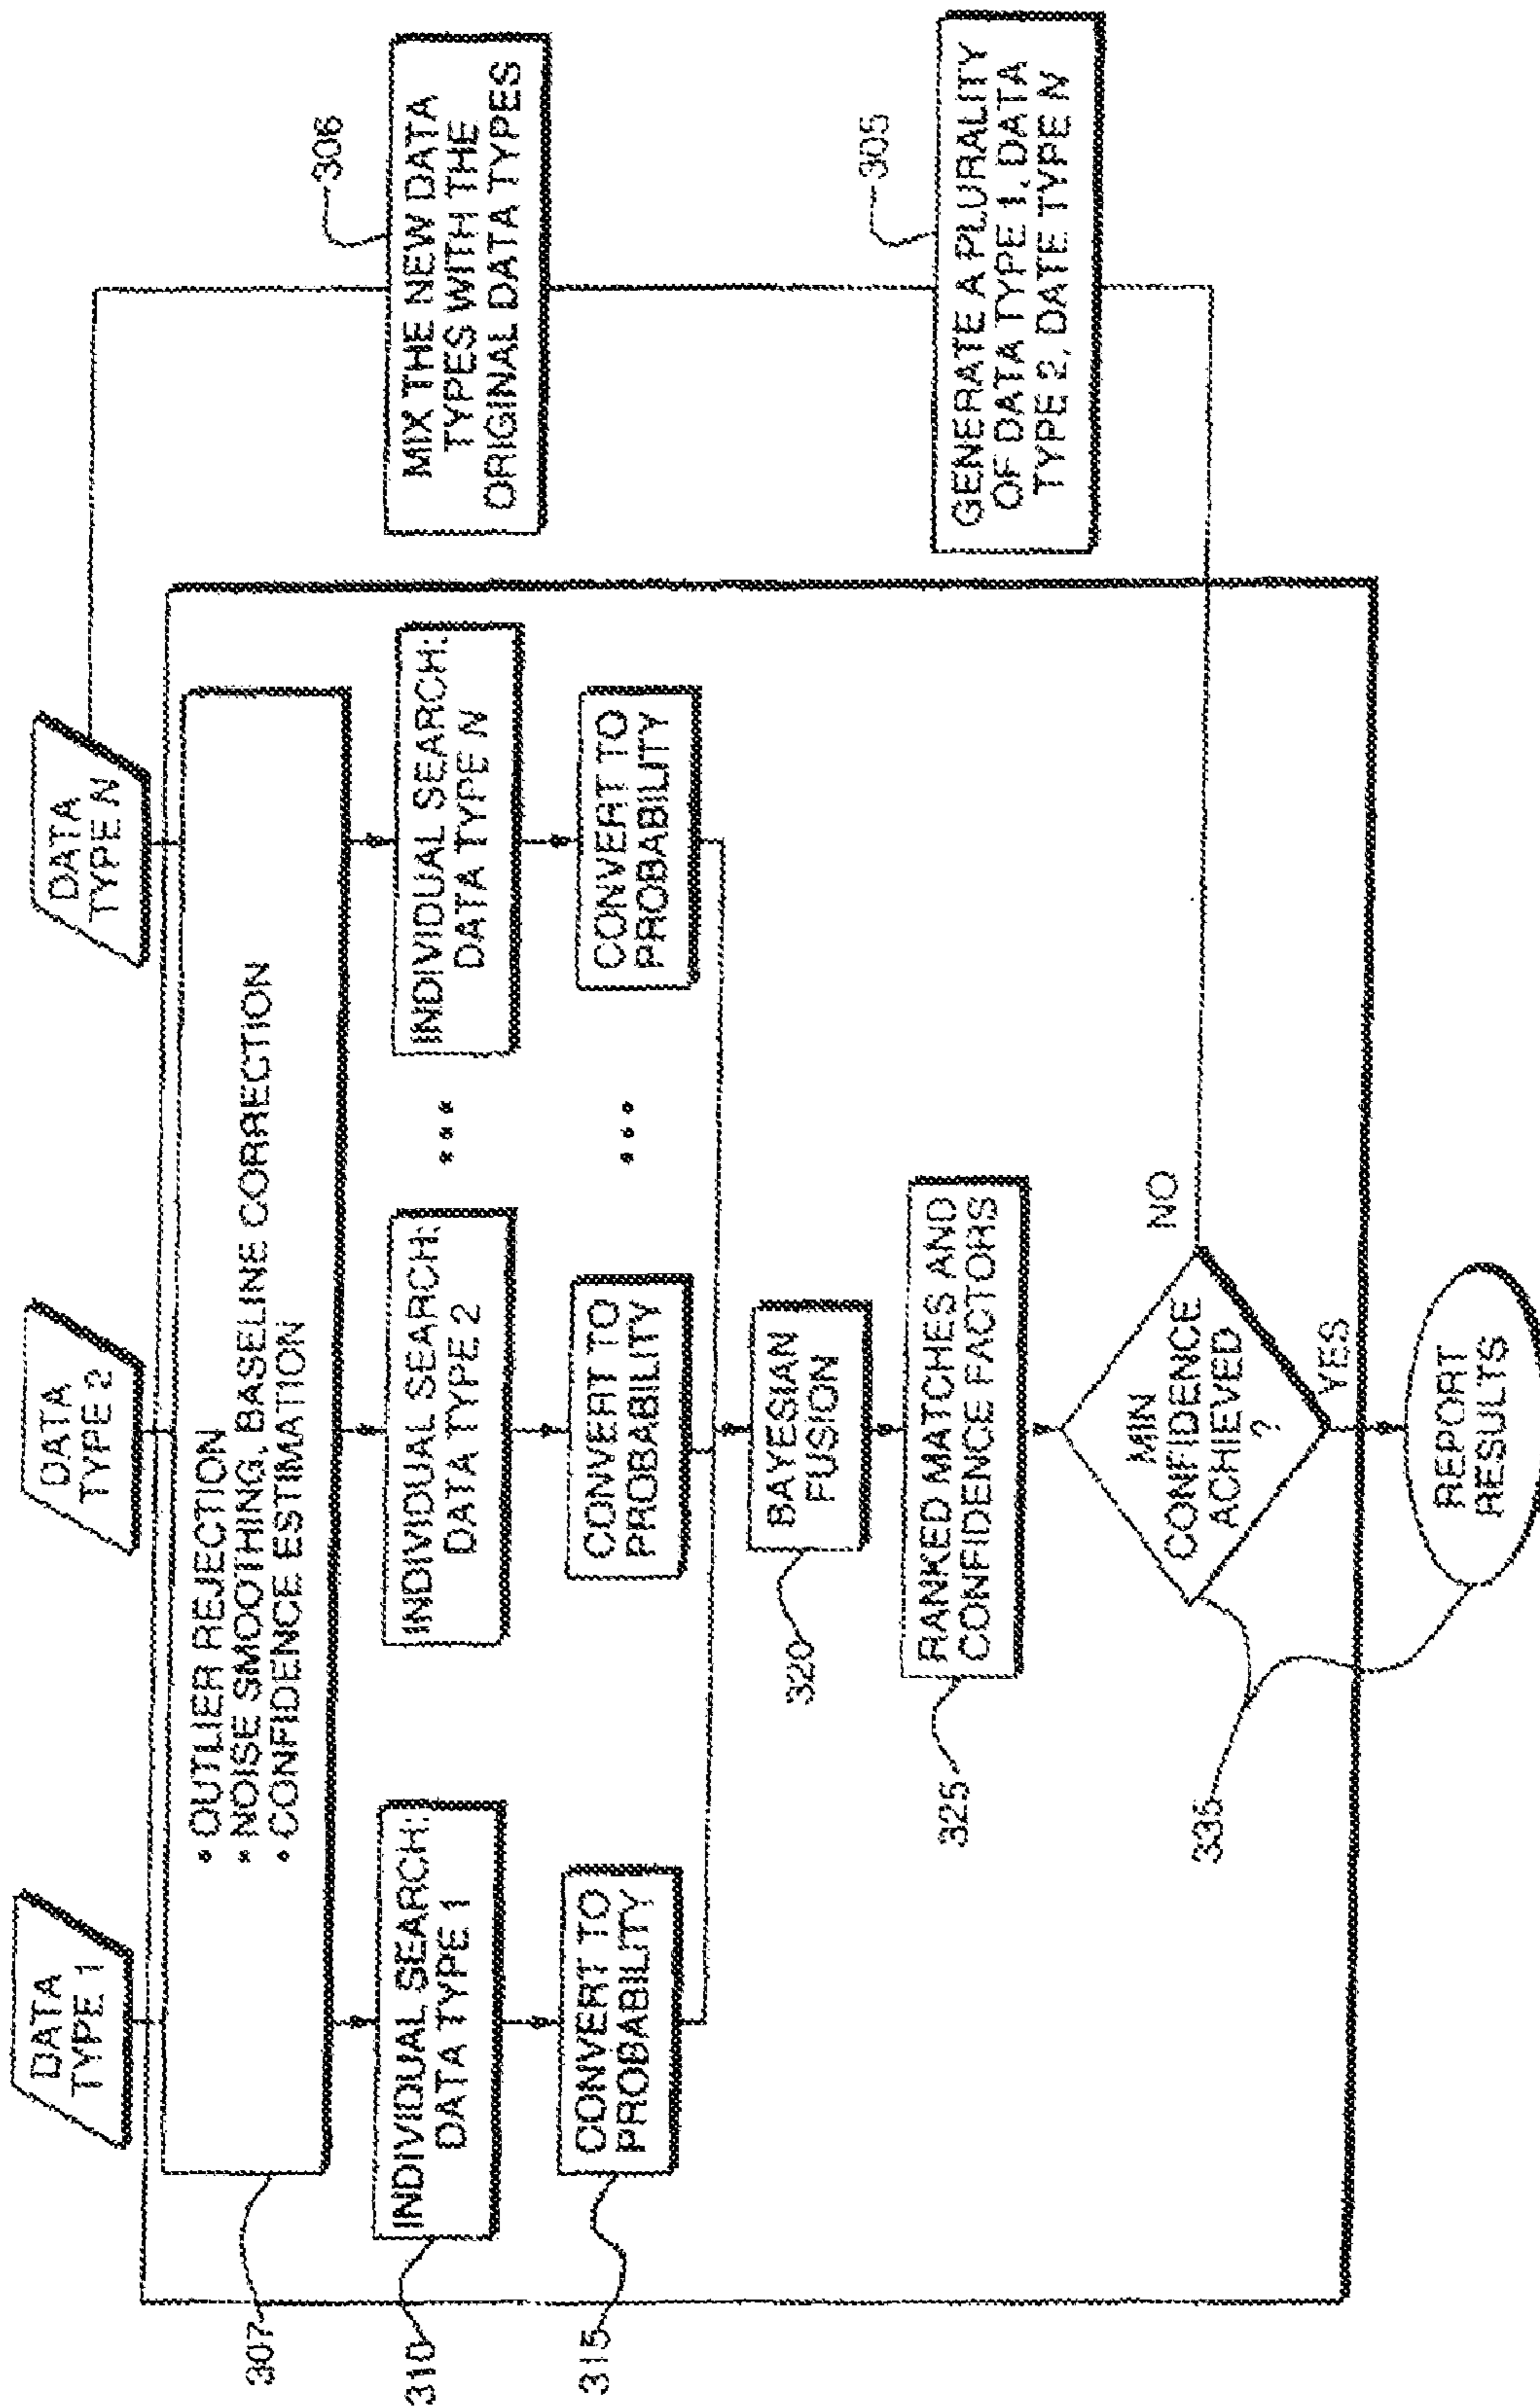 DATA
TYPE 1
DATA
TYPE 2
DATA
TYPE N
• OUTLIER REJECTION
• NOISE SMOOTHING, BASELINE CORRECTION
• CONFIDENCE ESTIMATION
307
INDIVIDUAL SEARCH:
DATA TYPE 1
INDIVIDUAL SEARCH:
DATA TYPE 2
• • •
INDIVIDUAL SEARCH:
DATA TYPE N
310
CONVERT TO
PROBABILITY
CONVERT TO
PROBABILITY
• • •
CONVERT TO
PROBABILITY
315
BAYESIAN
FUSION
320
RANKED MATCHES AND
CONFIDENCE FACTORS
325
MIN
CONFIDENCE
ACHIEVED
?
NO
YES
335
REPORT
RESULTS
306
MIX THE NEW DATA
TYPES WITH THE
ORIGINAL DATA TYPES
305
GENERATE A PLURALITY
OF DATA TYPE 1, DATA
TYPE 2, DATE TYPE N